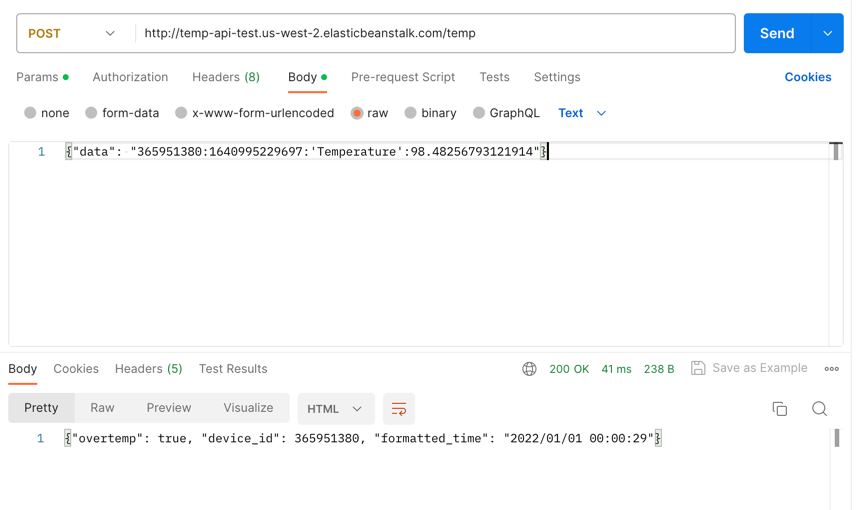 POST http://temp-api-test.us-west-2.elasticbeanstalk.com/temp Send
Params Authorization Headers (8) Body Pre-request Script Tests Settings Cookies
none form-data x-www-form-urlencoded raw binary GraphQL Text
1 {"data": "365951380:1640995229697:'Temperature':98.48256793121914"}
Body Cookies Headers (5) Test Results 200 OK 41 ms 238 B Save as Example
Pretty Raw Preview Visualize HTML
1 {"overtemp": true, "device_id": 365951380, "formatted_time": "2022/01/01 00:00:29"}